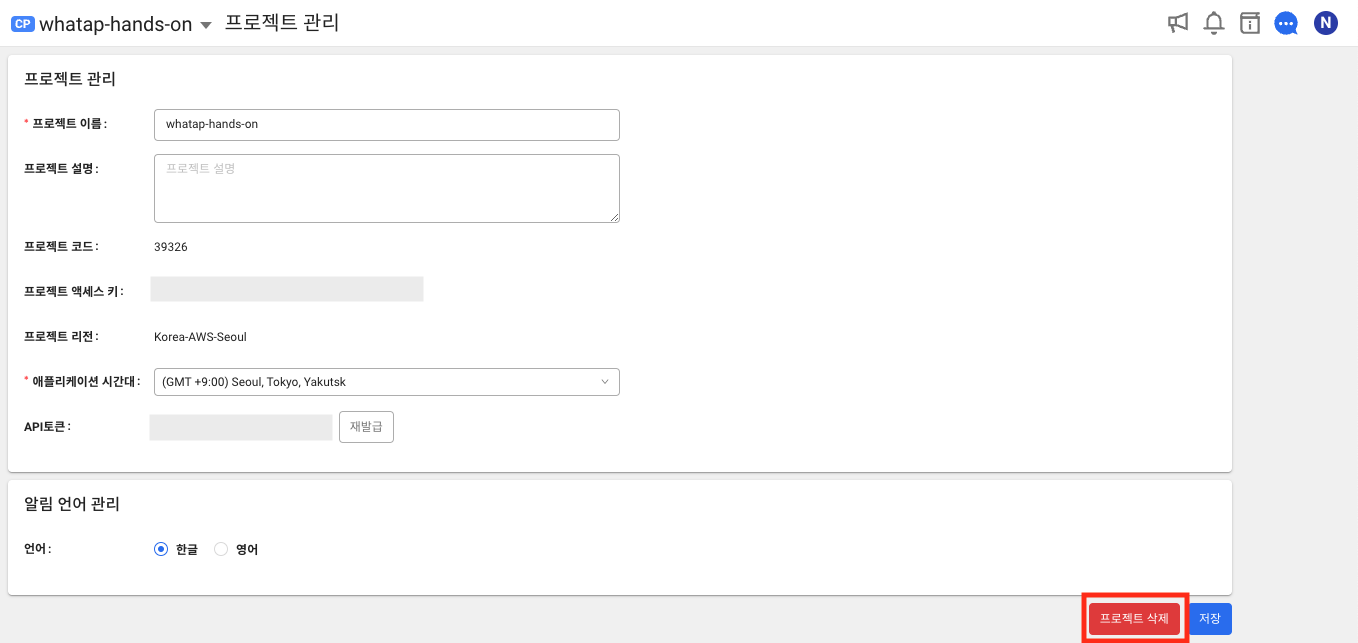 CP whatap-hands-on 프로젝트 관리 N
프로젝트 관리
* 프로젝트 이름 : whatap-hands-on
프로젝트 설명 : 프로젝트 설명
프로젝트 코드 : 39326
프로젝트 액세스 키 :
프로젝트 리전 : Korea-AWS-Seoul
* 애플리케이션 시간대 : (GMT +9:00) Seoul, Tokyo, Yakutsk
API토큰 : 재발급
알림 언어 관리
언어 : 한글 영어
프로젝트 삭제 저장